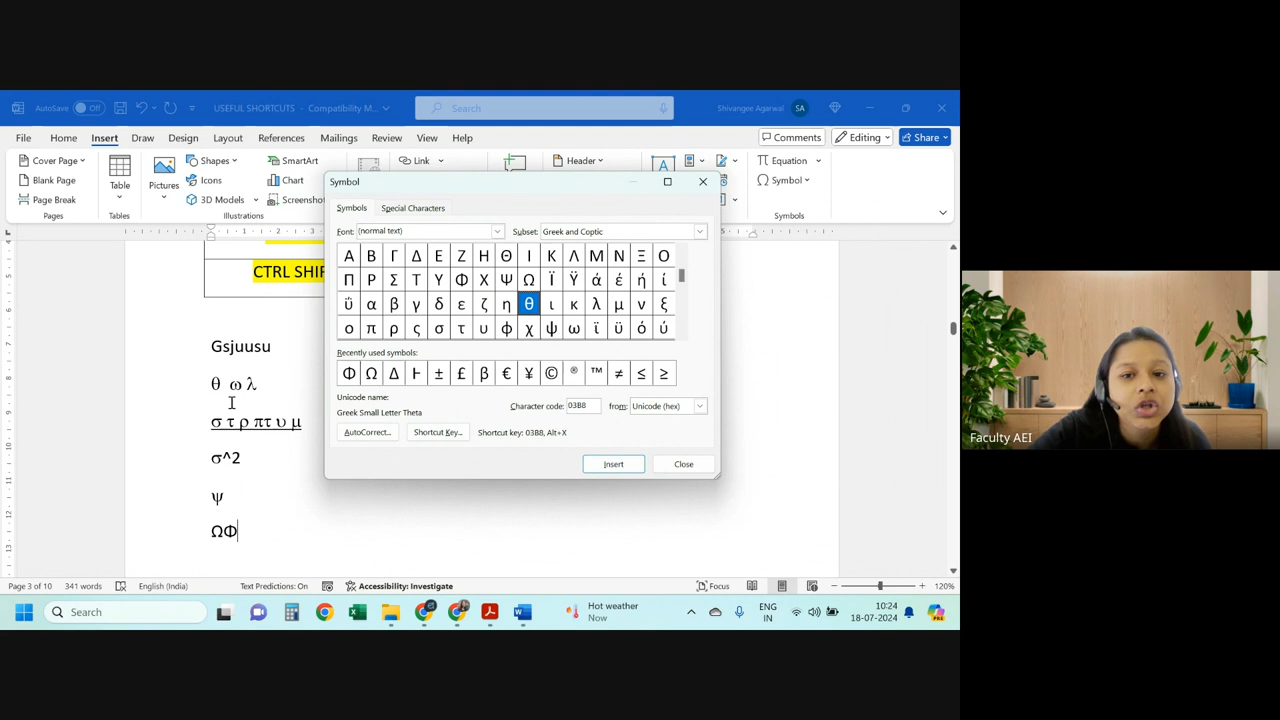 AutoSave Off USEFUL SHORTCUTS - Compatibility M... Search Shivangee Agarwal SA
File Home Insert Draw Design Layout References Mailings Review View Help Comments Editing Share
Cover Page Shapes SmartArt Link Header Equation
Blank Page Table Pictures Icons Chart Symbol
Page Break 3D Models Screenshot
Pages Tables Illustrations Symbols
Symbol
Symbols Special Characters
Font: (normal text) Subset: Greek and Coptic
Α Β Γ Δ Ε Ζ Η Θ Ι Κ Λ Μ Ν Ξ Ο
Π Ρ Σ Τ Υ Φ Χ Ψ Ω Ϊ Ϋ ά έ ή ί
ΰ α β γ δ ε ζ η θ ι κ λ μ ν ξ
ο π ρ ς σ τ υ φ χ ψ ω ϊ ϋ ό ύ
Recently used symbols:
Φ Ω Δ Ͱ ± £ β € ¥ © ® ™ ≠ ≤ ≥
Unicode name:
Greek Small Letter Theta
Character code: 03B8 from: Unicode (hex)
AutoCorrect... Shortcut Key... Shortcut key: 03B8, Alt+X
Insert Close
CTRL SHIF
Gsjuusu
θ ω λ
σ τ ρ πτ υ μ
σ^2
ψ
ΩΦ
Faculty AEI
Page 3 of 10 341 words English (India) Text Predictions: On Accessibility: Investigate Focus 120%
Search Hot weather Now ENG IN 10:24 18-07-2024